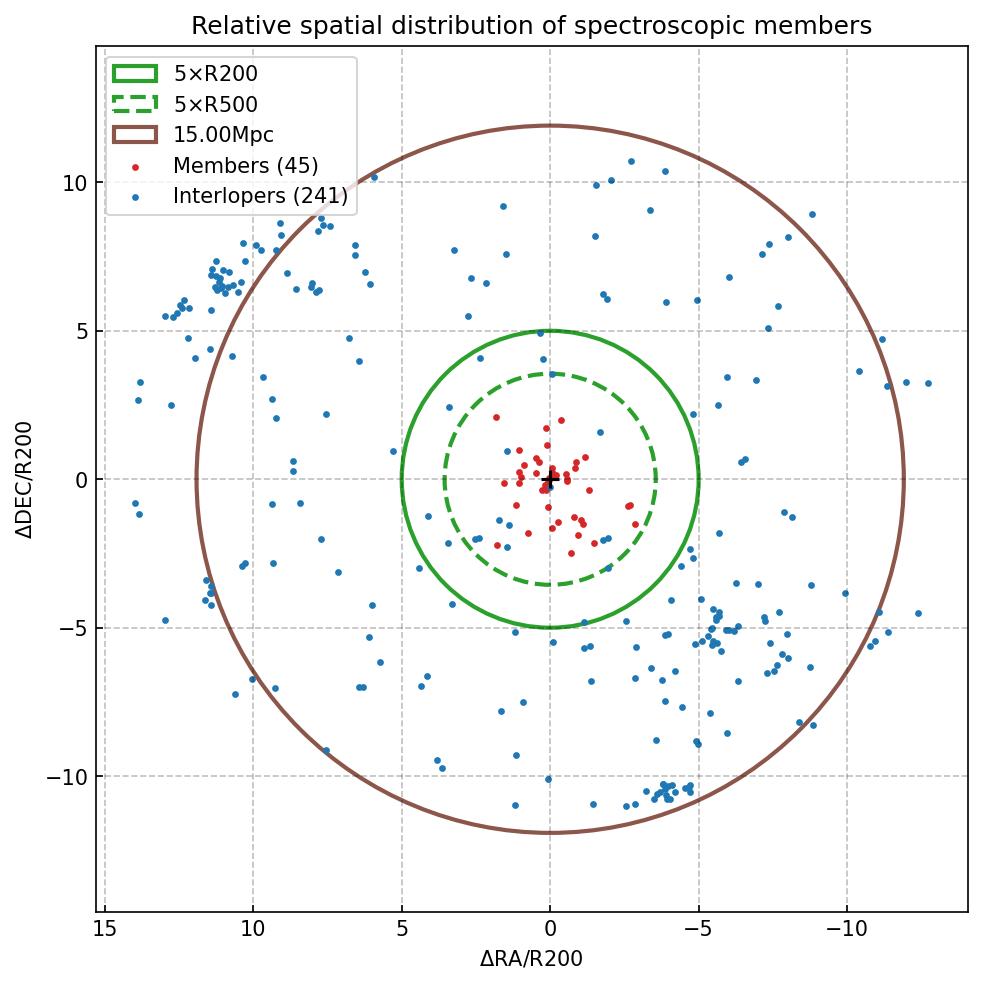 Relative spatial distribution of spectroscopic members
5×R200
5×R500
15.00Mpc
Members (45)
Interlopers (241)
10
5
0
−5
−10
ΔDEC/R200
15
10
5
0
−5
−10
ΔRA/R200